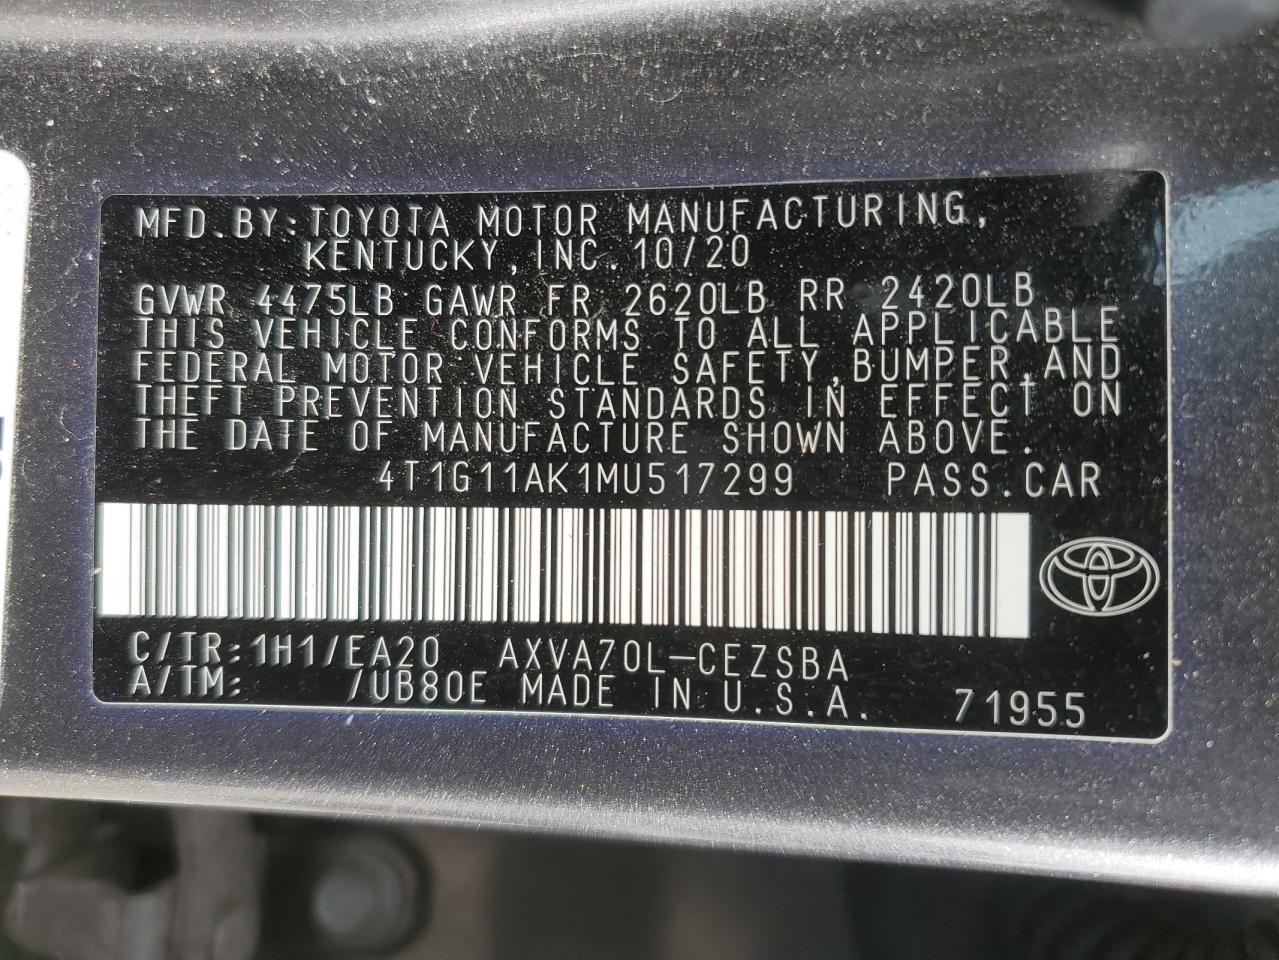 MFD. BY: TOYOTA MOTOR MANUFACTURING,
KENTUCKY, INC. 10/20
GVWR 4475LB GAWR FR 2620LB RR 2420LB
THIS VEHICLE CONFORMS TO ALL APPLICABLE
FEDERAL MOTOR VEHICLE SAFETY, BUMPER, AND
THEFT PREVENTION STANDARDS IN EFFECT ON
THE DATE OF MANUFACTURE SHOWN ABOVE.
4T1G11AK1MU517299 PASS. CAR
C/TR: 1H1/EA20 AXVA70L-CEZSBA
A/TM: /UB80E MADE IN U.S.A. 71955